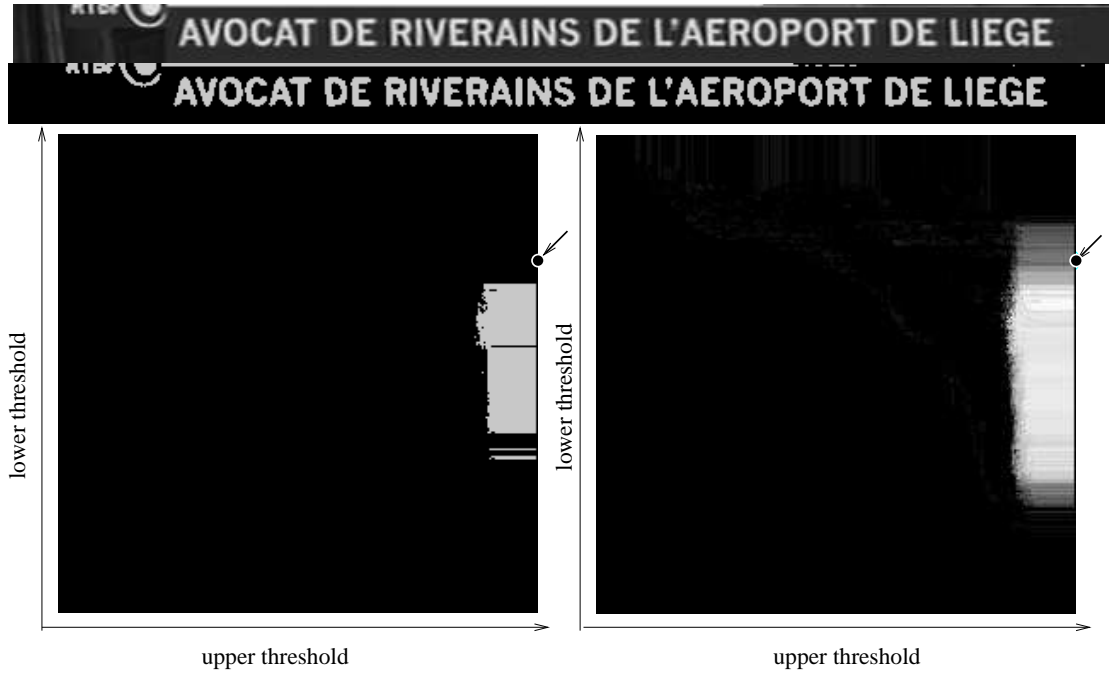 AVOCAT DE RIVERAINS DE L'AEROPORT DE LIEGE
AVOCAT DE RIVERAINS DE L'AEROPORT DE LIEGE
lower threshold
upper threshold
lower threshold
upper threshold